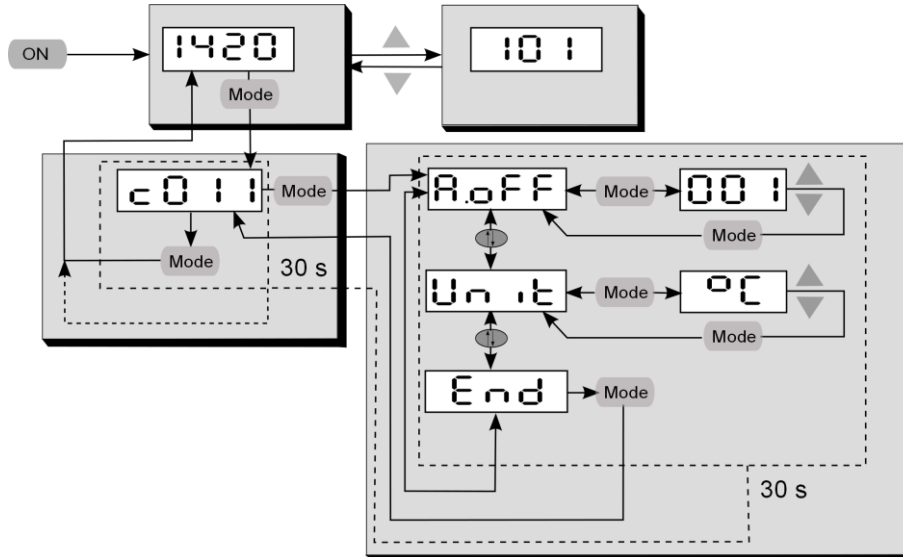 ON
1420
Mode
101
c011
Mode
Mode
30 s
A.oFF
Mode
001
Mode
Unit
Mode
°C
Mode
End
Mode
30 s